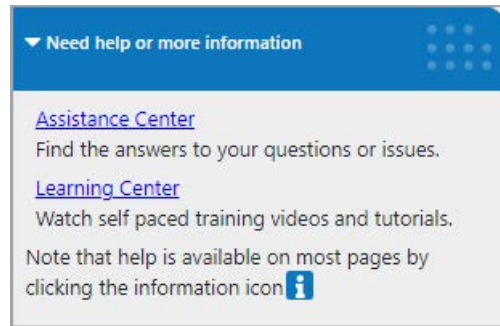 Need help or more information
Assistance Center
Find the answers to your questions or issues.
Learning Center
Watch self paced training videos and tutorials.
Note that help is available on most pages by
clicking the information icon